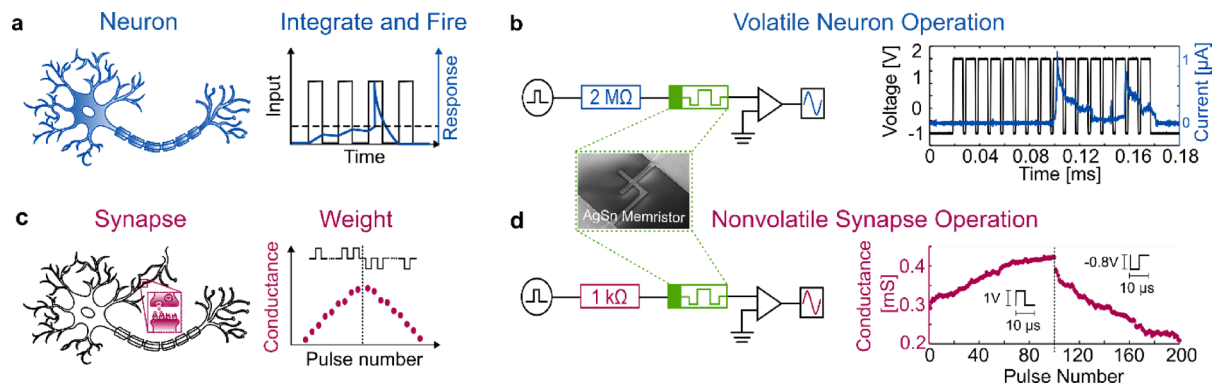 a
Neuron
Integrate and Fire
Input
Response
Time
b
Volatile Neuron Operation
2 MΩ
Voltage [V]
2
1
0
-1
Current [µA]
1
0
0
0.04
0.08
0.12
0.16
0.18
Time [ms]
AgSn Memristor
c
Synapse
Weight
Conductance
Pulse number
d
Nonvolatile Synapse Operation
1 kΩ
Conductance
[mS]
0.4
0.3
0.2
1V
10 µs
-0.8V
10 µs
0
40
80
120
160
200
Pulse Number